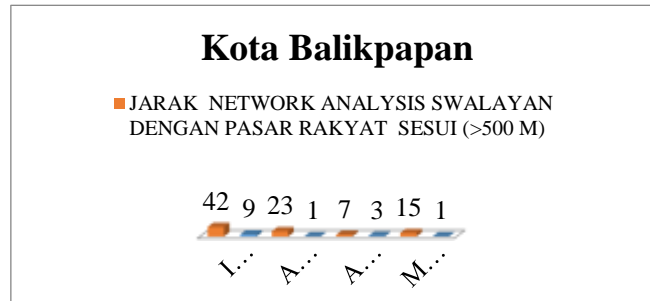 Kota Balikpapan
JARAK NETWORK ANALYSIS SWALAYAN
DENGAN PASAR RAKYAT SESUI (>500 M)
42 9 23 1 7 3 15 1
I… A… A… M…